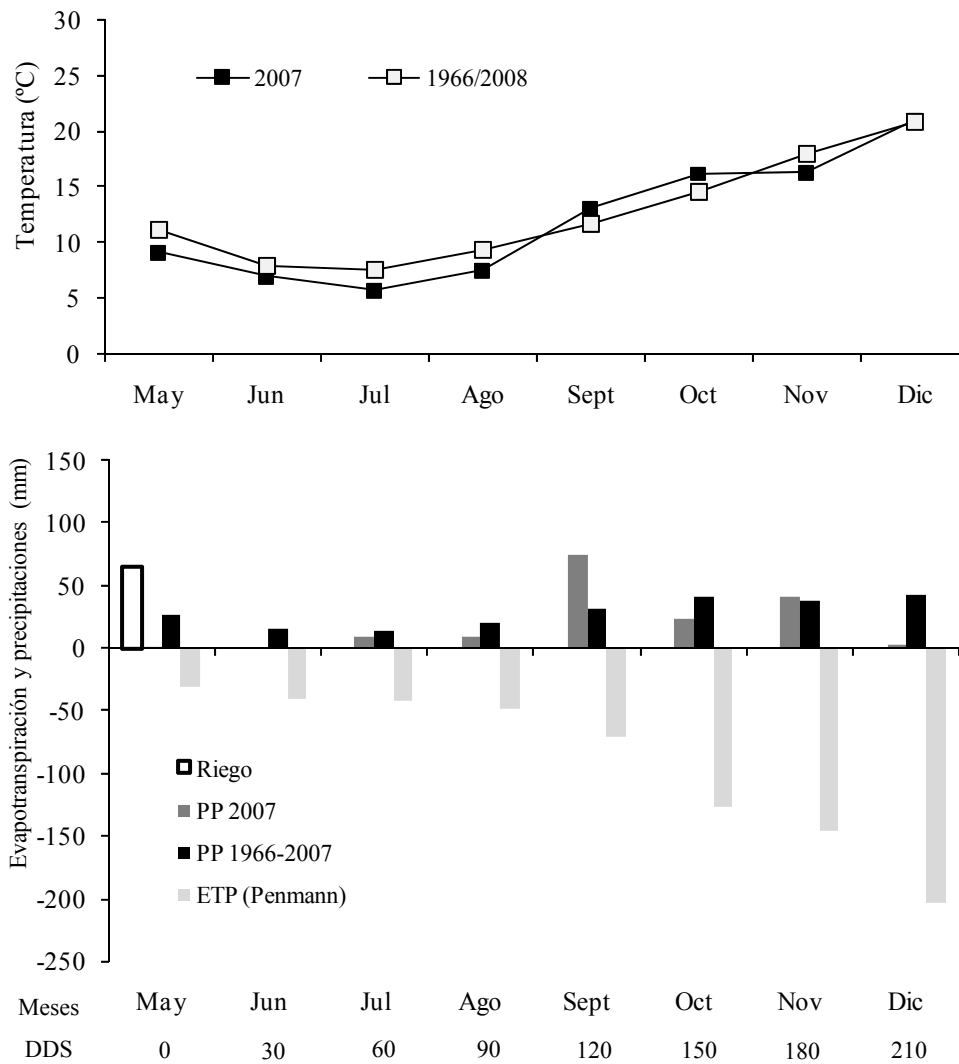 30
25
20
15
10
5
0
Temperatura (ºC)
2007
1966/2008
May Jun Jul Ago Sept Oct Nov Dic
150
100
50
0
-50
-100
-150
-200
-250
Evapotranspiración y precipitaciones (mm)
Riego
PP 2007
PP 1966-2007
ETP (Penmann)
Meses May Jun Jul Ago Sept Oct Nov Dic
DDS 0 30 60 90 120 150 180 210